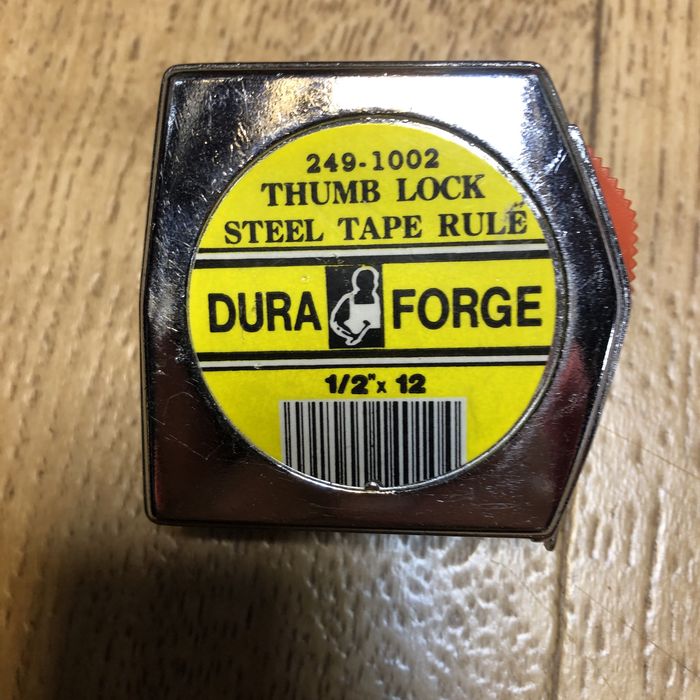 249-1002
THUMB LOCK
STEEL TAPE RULE
DURA FORGE
1/2" x 12